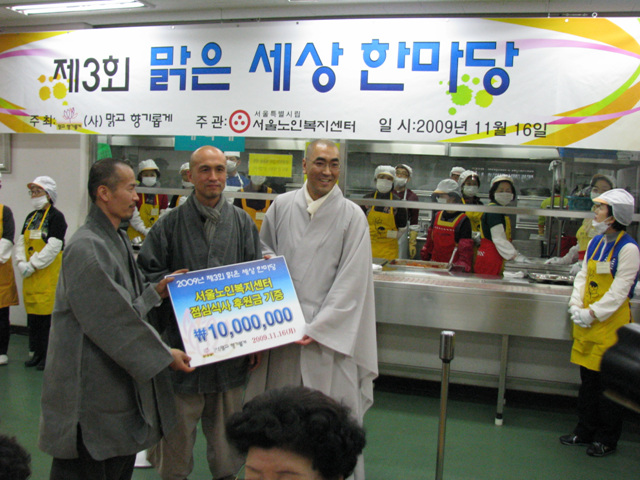 제3회 맑은 세상 한마당
주최 (사) 맑고 향기롭게 주관: 서울특별시립 서울노인복지센터 일 시:2009년 11월 16일
2009년 제3회 맑은 세상 한마당
서울노인복지센터
점심식사 후원금 기증
₩10,000,000
2009.11.16(월)